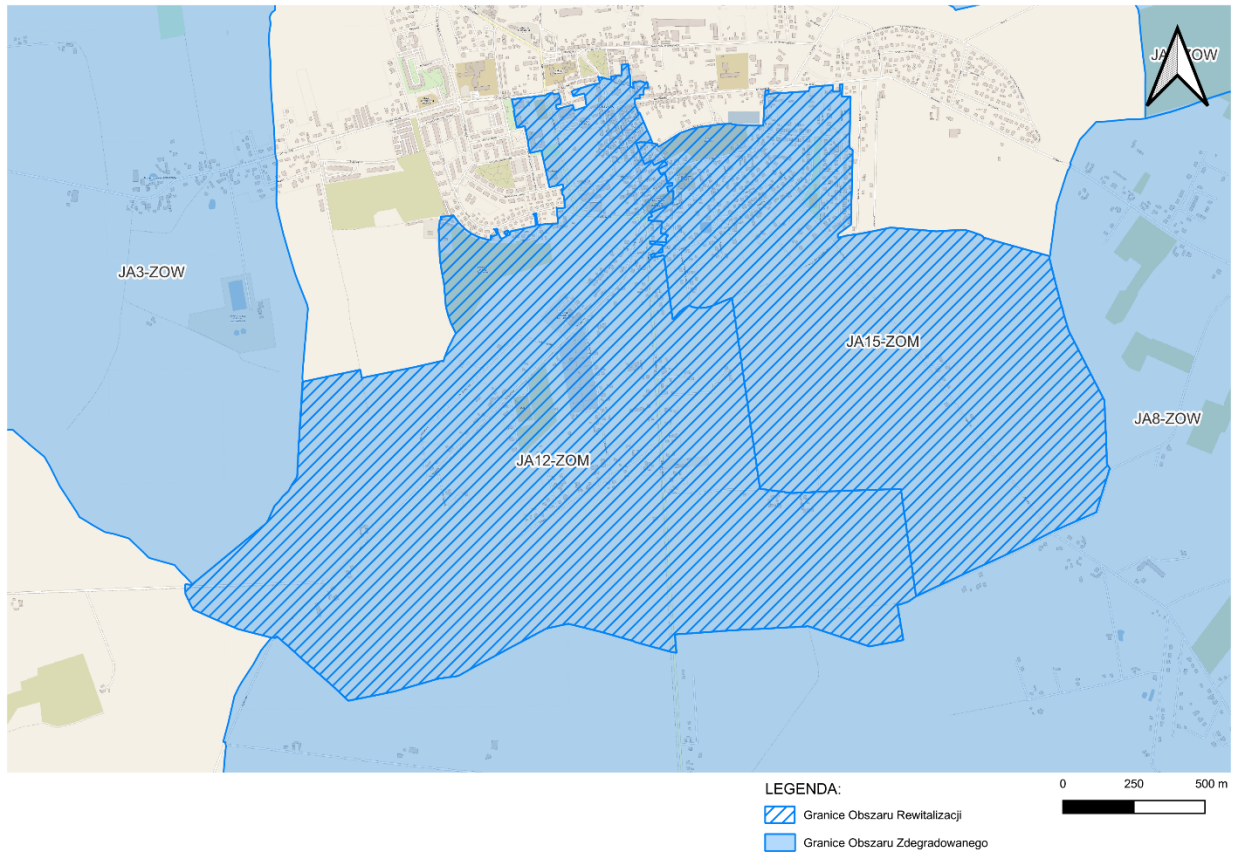 JA3-ZOW
JA15-ZOM
JA8-ZOW
JA12-ZOM
LEGENDA:
Granice Obszaru Rewitalizacji
Granice Obszaru Zdegradowanego
0 250 500 m